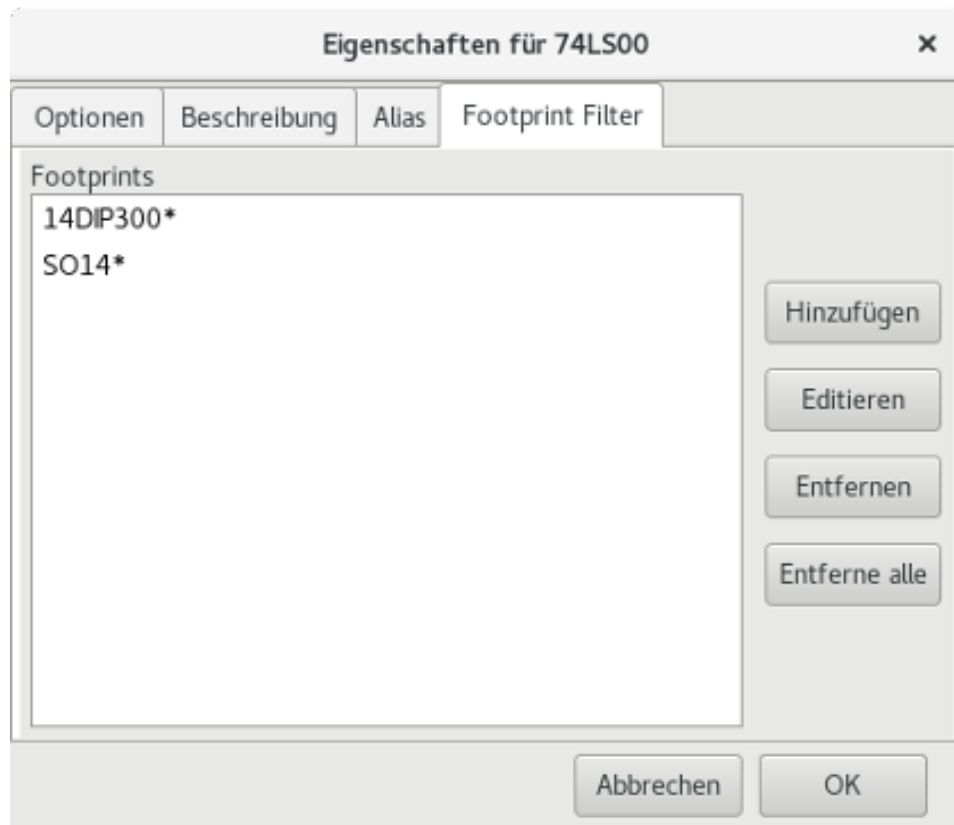 Eigenschaften für 74LS00
Optionen Beschreibung Alias Footprint Filter
Footprints
14DIP300*
SO14*
Hinzufügen
Editieren
Entfernen
Entferne alle
Abbrechen OK